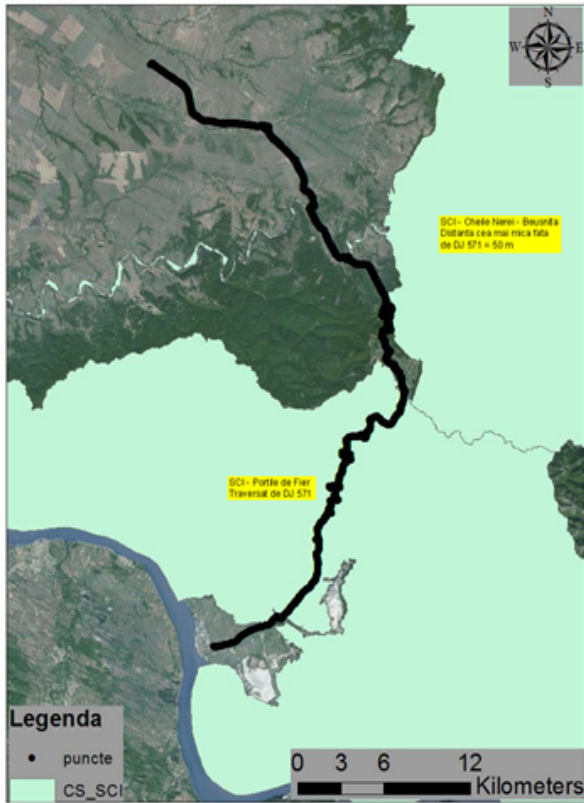 N
W E
S
SCI - Cheile Nerei - Beusnita
Distanta cea mai mica fata
de DJ 571 = 50 m
SCI - Portile de Fier
Traversat de DJ 571
Legenda
puncte
CS_SCI
0 3 6 12
Kilometers